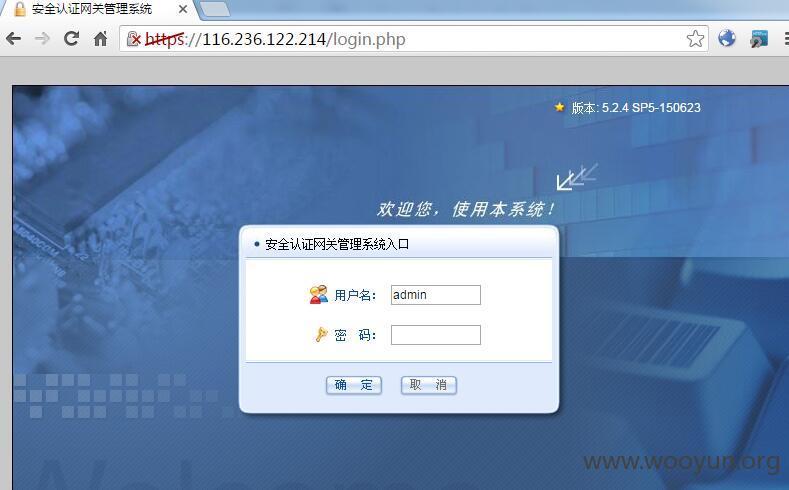 安全认证网关管理系统
https://116.236.122.214/login.php
版本: 5.2.4 SP5-150623
欢迎您，使用本系统！
安全认证网关管理系统入口
用户名： admin
密 码：
确 定 取 消
www.wooyun.org